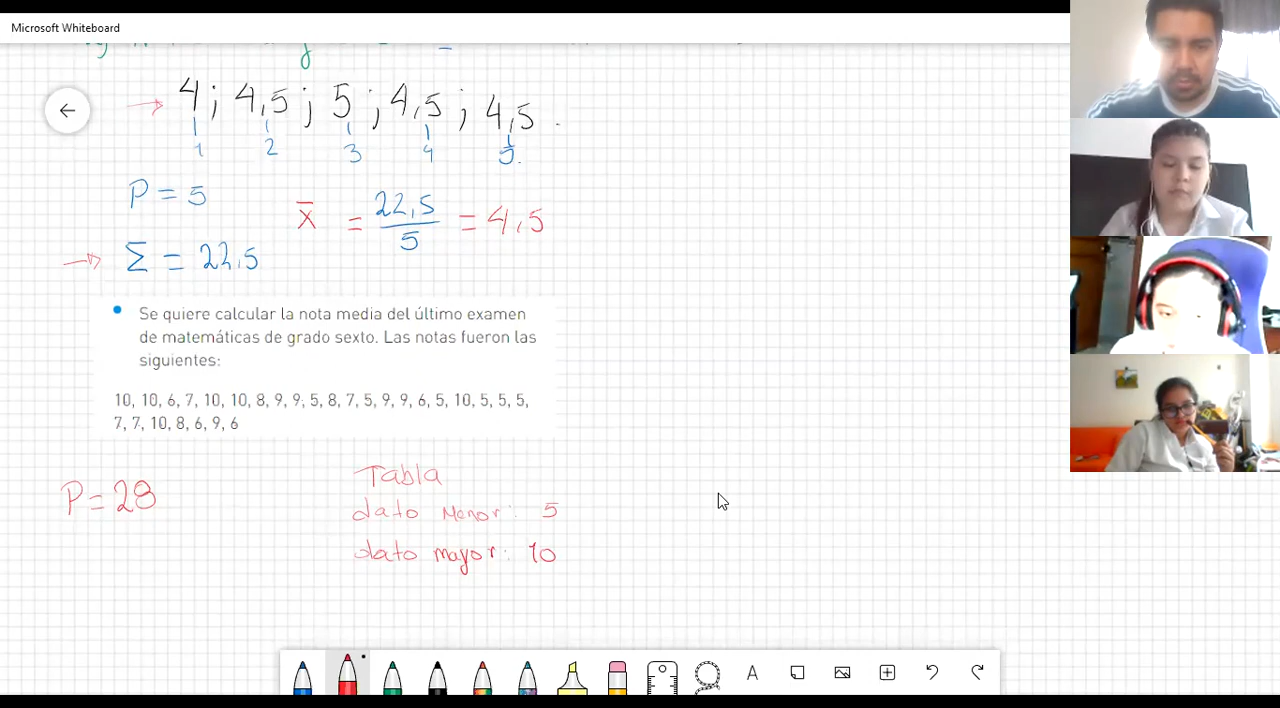 Microsoft Whiteboard
4 ; 4,5 ; 5 ; 4,5 ; 4,5 .
1 2 3 4 5.
P = 5
x̄ = 22,5 / 5 = 4,5
Σ = 22,5
• Se quiere calcular la nota media del último examen
de matemáticas de grado sexto. Las notas fueron las
siguientes:
10, 10, 6, 7, 10, 10, 8, 9, 9, 5, 8, 7, 5, 9, 9, 6, 5, 10, 5, 5, 5,
7, 7, 10, 8, 6, 9, 6
P = 28
Tabla
dato Menor: 5
dato mayor: 10
A